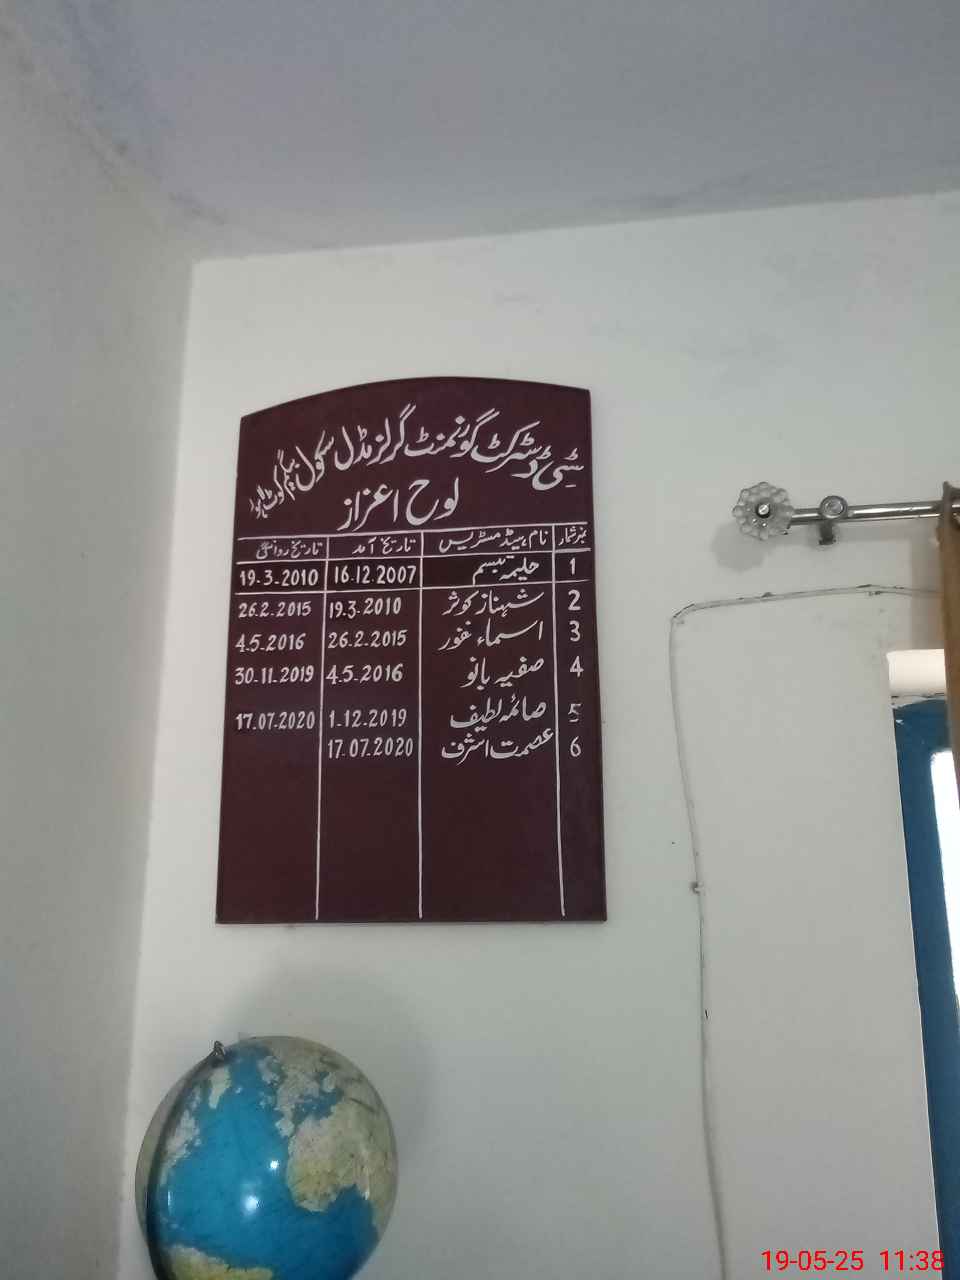 سٹی ڈسٹرکٹ گورنمنٹ گرلز مڈل سکول بیگم کوٹ لاہور
لوح اعزاز
نمبر شمار نام ہیڈ مسٹریس تاریخ آمد تاریخ روانگی
1 حلیمہ تبسم 16.12.2007 19.3.2010
2 شہناز کوثر 19.3.2010 26.2.2015
3 اسماء غفور 26.2.2015 4.5.2016
4 صفیہ بانو 4.5.2016 30.11.2019
5 صائمہ لطیف 1.12.2019 17.07.2020
6 عصمت اشرف 17.07.2020
19-05-25 11:38